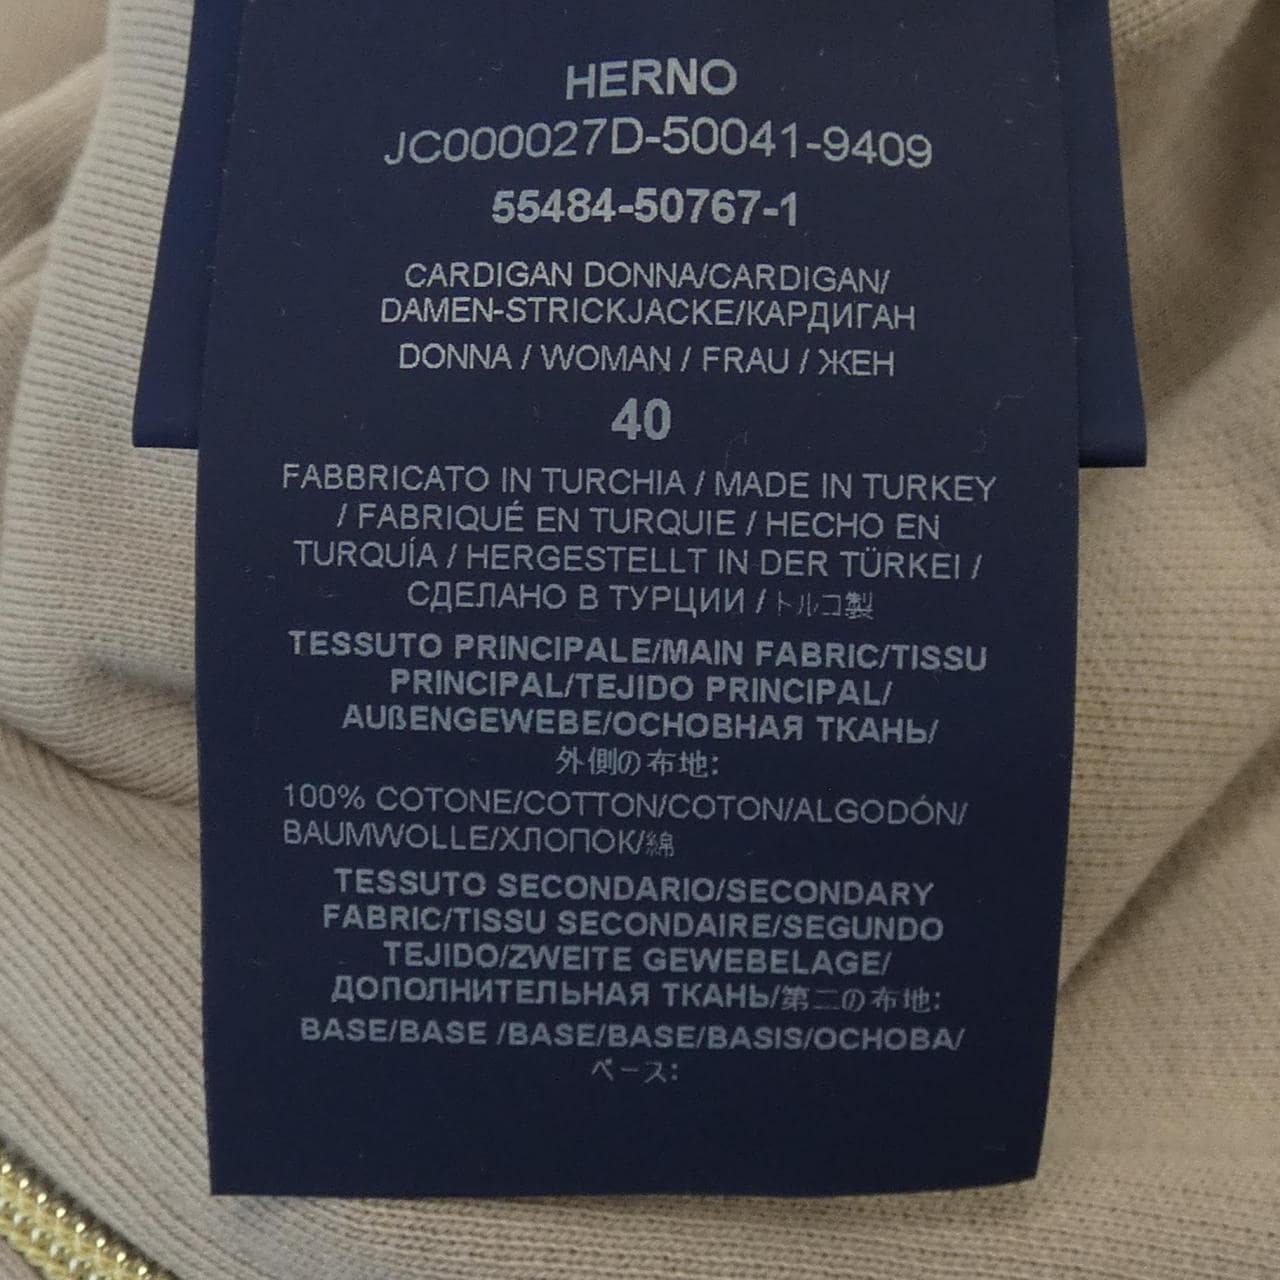 HERNO
JC000027D-50041-9409
55484-50767-1
CARDIGAN DONNA/CARDIGAN/
DAMEN-STRICKJACKE/КАРДИГАН
DONNA / WOMAN / FRAU / ЖЕН
40
FABBRICATO IN TURCHIA / MADE IN TURKEY
/ FABRIQUÉ EN TURQUIE / HECHO EN
TURQUÍA / HERGESTELLT IN DER TÜRKEI /
СДЕЛАНО В ТУРЦИИ / トルコ製
TESSUTO PRINCIPALE/MAIN FABRIC/TISSU
PRINCIPAL/TEJIDO PRINCIPAL/
AUßENGEWEBE/ОСНОВНАЯ ТКАНЬ/
外側の布地:
100% COTONE/COTTON/COTON/ALGODÓN/
BAUMWOLLE/ХЛОПОК/綿
TESSUTO SECONDARIO/SECONDARY
FABRIC/TISSU SECONDAIRE/SEGUNDO
TEJIDO/ZWEITE GEWEBELAGE/
ДОПОЛНИТЕЛЬНАЯ ТКАНЬ/第二の布地:
BASE/BASE /BASE/BASE/BASIS/ОСНОВА/
ベース: